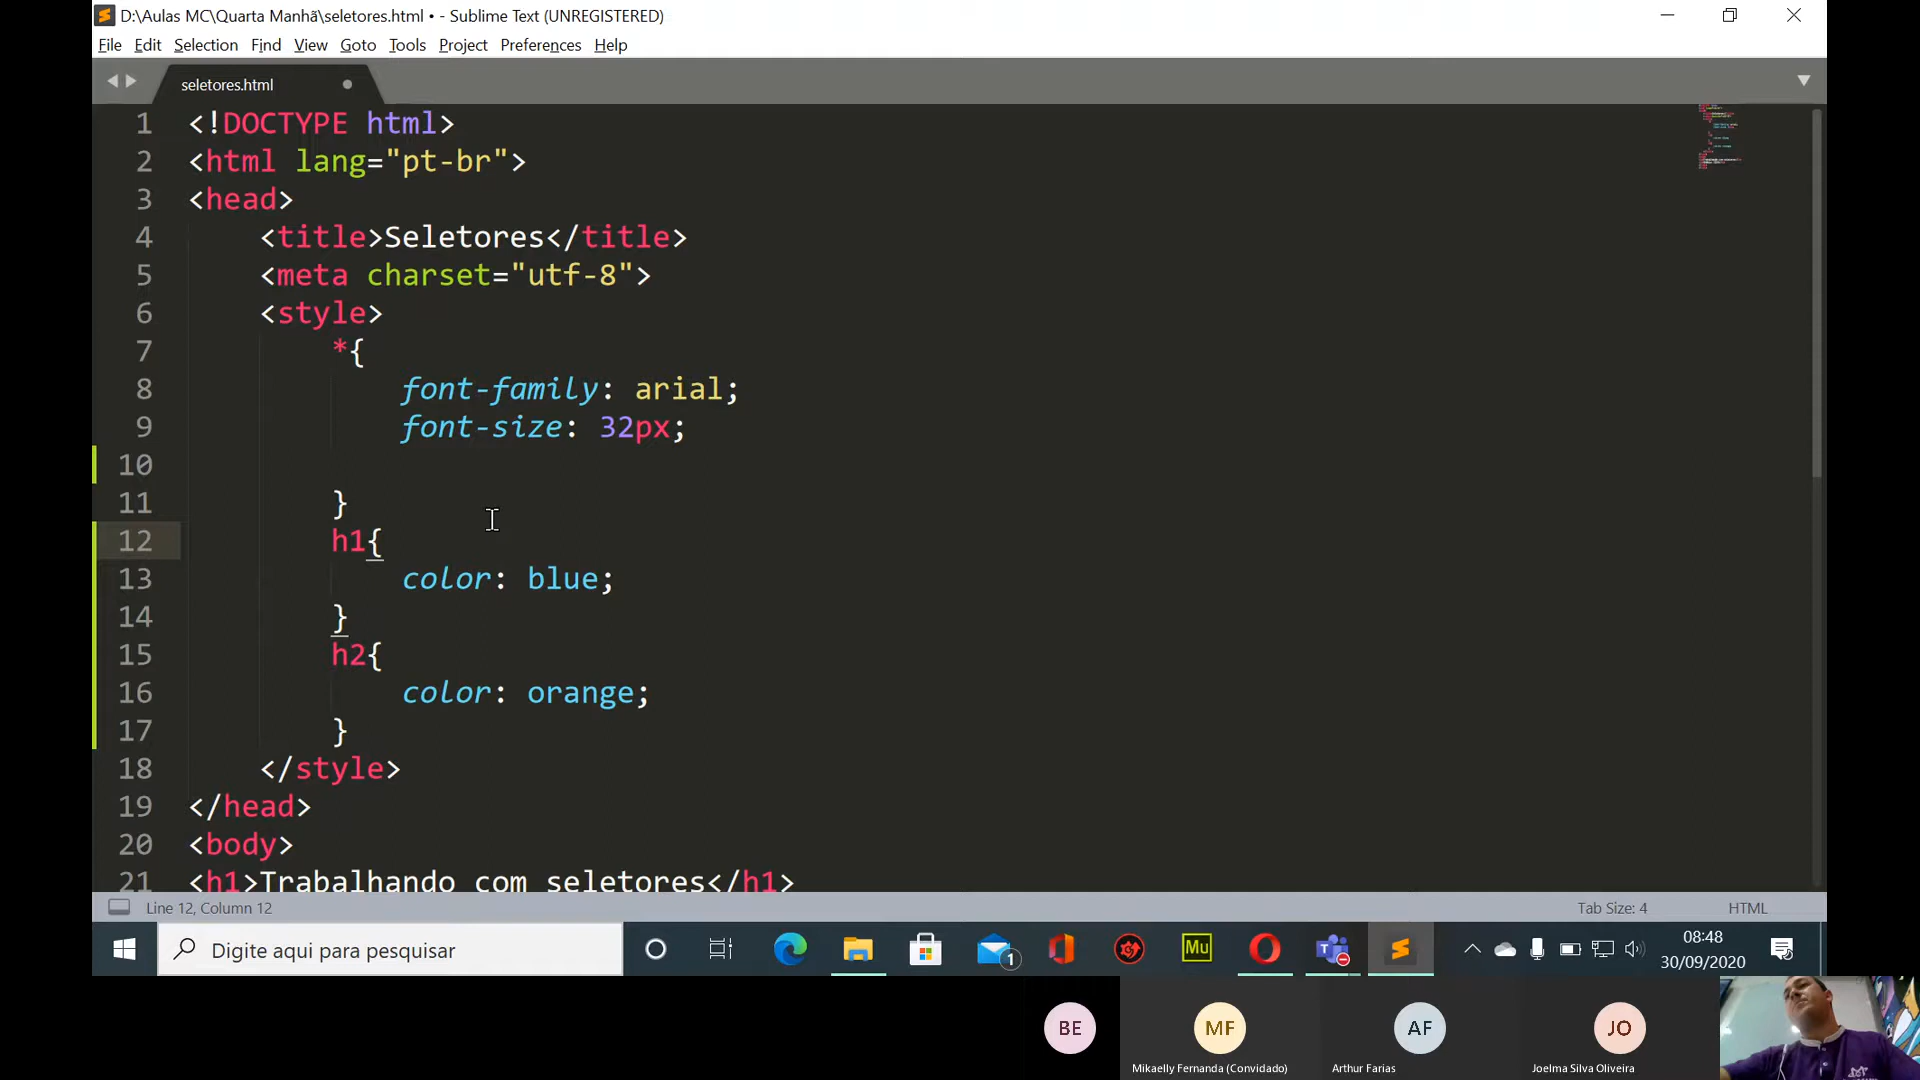 D:\Aulas MC\Quarta Manhã\seletores.html • - Sublime Text (UNREGISTERED)
File Edit Selection Find View Goto Tools Project Preferences Help
seletores.html
1 <!DOCTYPE html>
2 <html lang="pt-br">
3 <head>
4 <title>Seletores</title>
5 <meta charset="utf-8">
6 <style>
7 *{
8 font-family: arial;
9 font-size: 32px;
10
11 }
12 h1{
13 color: blue;
14 }
15 h2{
16 color: orange;
17 }
18 </style>
19 </head>
20 <body>
21 <h1>Trabalhando com seletores</h1>
Line 12, Column 12 Tab Size: 4 HTML
Digite aqui para pesquisar 1 Mu 08:48
30/09/2020
BE MF AF JO
Mikaelly Fernanda (Convidado) Arthur Farias Joelma Silva Oliveira